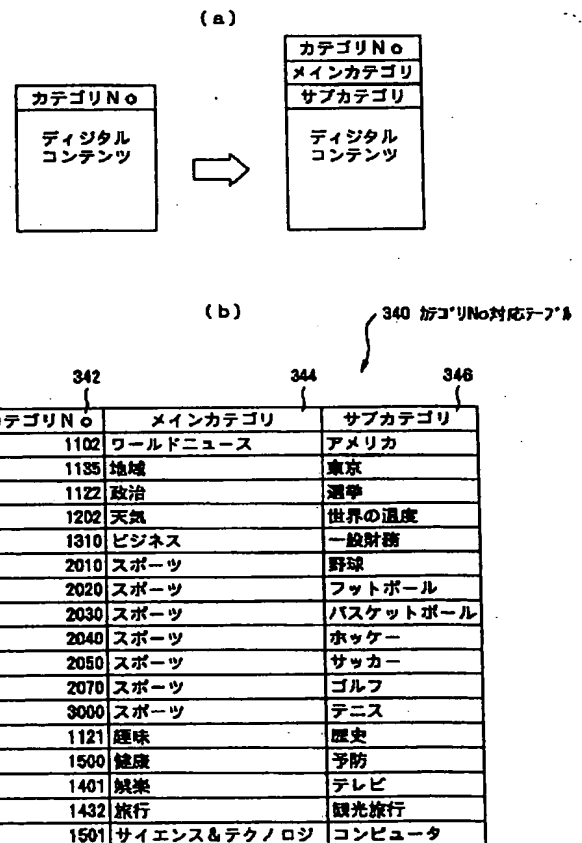 (a)
カテゴリNo
ディジタル
コンテンツ
カテゴリNo
メインカテゴリ
サブカテゴリ
ディジタル
コンテンツ
(b)
340 カテゴリNo対応テーブル
342 344 346
テゴリNo メインカテゴリ サブカテゴリ
1102 ワールドニュース アメリカ
1135 地域 東京
1122 政治 選挙
1202 天気 世界の温度
1310 ビジネス 一般財務
2010 スポーツ 野球
2020 スポーツ フットボール
2030 スポーツ バスケットボール
2040 スポーツ ホッケー
2050 スポーツ サッカー
2070 スポーツ ゴルフ
3000 スポーツ テニス
1121 趣味 歴史
1500 健康 予防
1401 娯楽 テレビ
1432 旅行 観光旅行
1501 サイエンス&テクノロジ コンピュータ